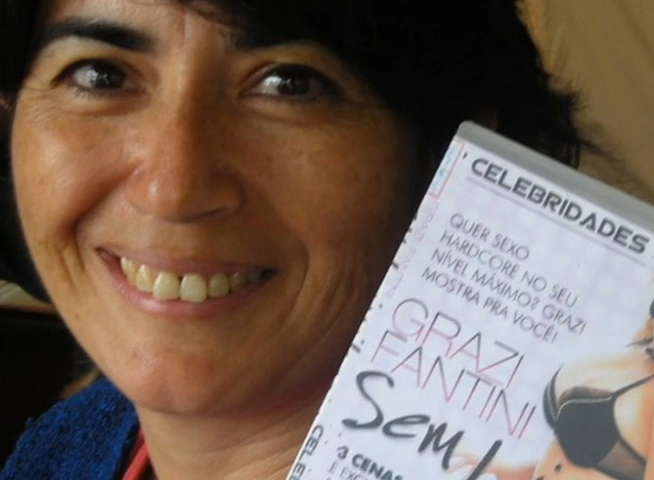 CELEBRIDADES
QUER SEXO
HARDCORE NO SEU
NÍVEL MÁXIMO? GRAZI
MOSTRA PRA VOCÊ!
GRAZI
FANTINI
Sem
3 CENAS